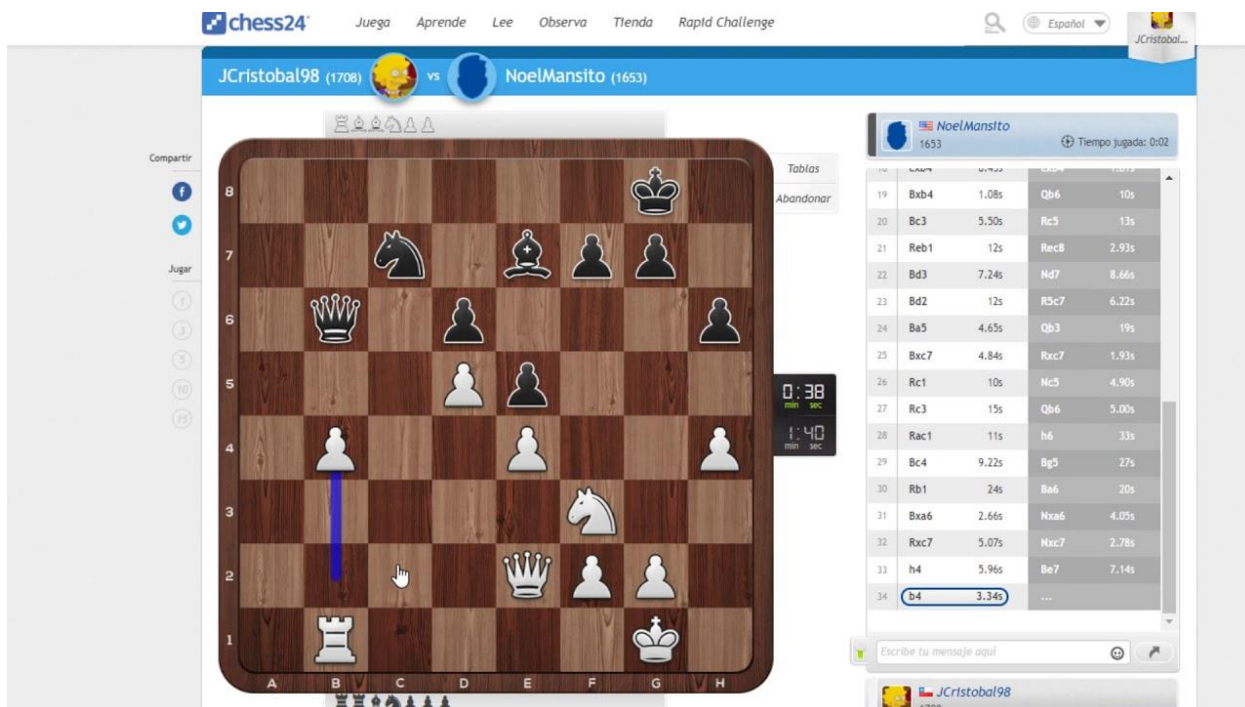 chess24 Juega Aprende Lee Observa Tienda Rapid Challenge Español
JCristobal...
JCristobal98 (1708) vs NoelMansito (1653)
Compartir
Jugar
1
3
5
10
15
8
7
6
5
4
3
2
1
A B C D E F G H
Tablas
Abandonar
0:38
min sec
1:40
min sec
NoelMansito
1653 Tiempo jugada: 0:02
19 Bxb4 1.08s Qb6 10s
20 Bc3 5.50s Rc5 13s
21 Reb1 12s Rec8 2.93s
22 Bd3 7.24s Nd7 8.66s
23 Bd2 12s R5c7 6.22s
24 Ba5 4.65s Qb3 19s
25 Bxc7 4.84s Rxc7 1.93s
26 Rc1 10s Nc5 4.90s
27 Rc3 15s Qb6 5.00s
28 Rac1 11s h6 33s
29 Bc4 9.22s Bg5 27s
30 Rb1 24s Ba6 20s
31 Bxa6 2.66s Nxa6 4.05s
32 Rxc7 5.07s Nxc7 2.78s
33 h4 5.96s Be7 7.14s
34 b4 3.34s ...
Escribe tu mensaje aquí
JCristobal98